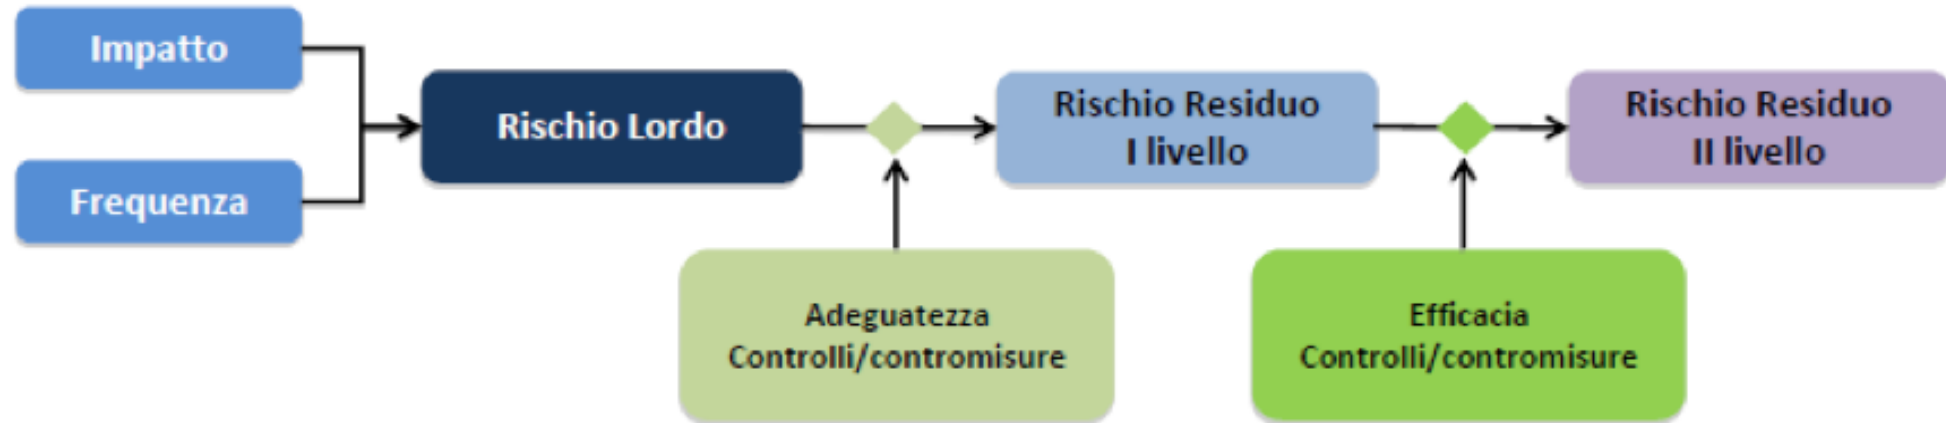 Impatto
Frequenza
Rischio Lordo
Rischio Residuo
I livello
Rischio Residuo
II livello
Adeguatezza
Controlli/contromisure
Efficacia
Controlli/contromisure